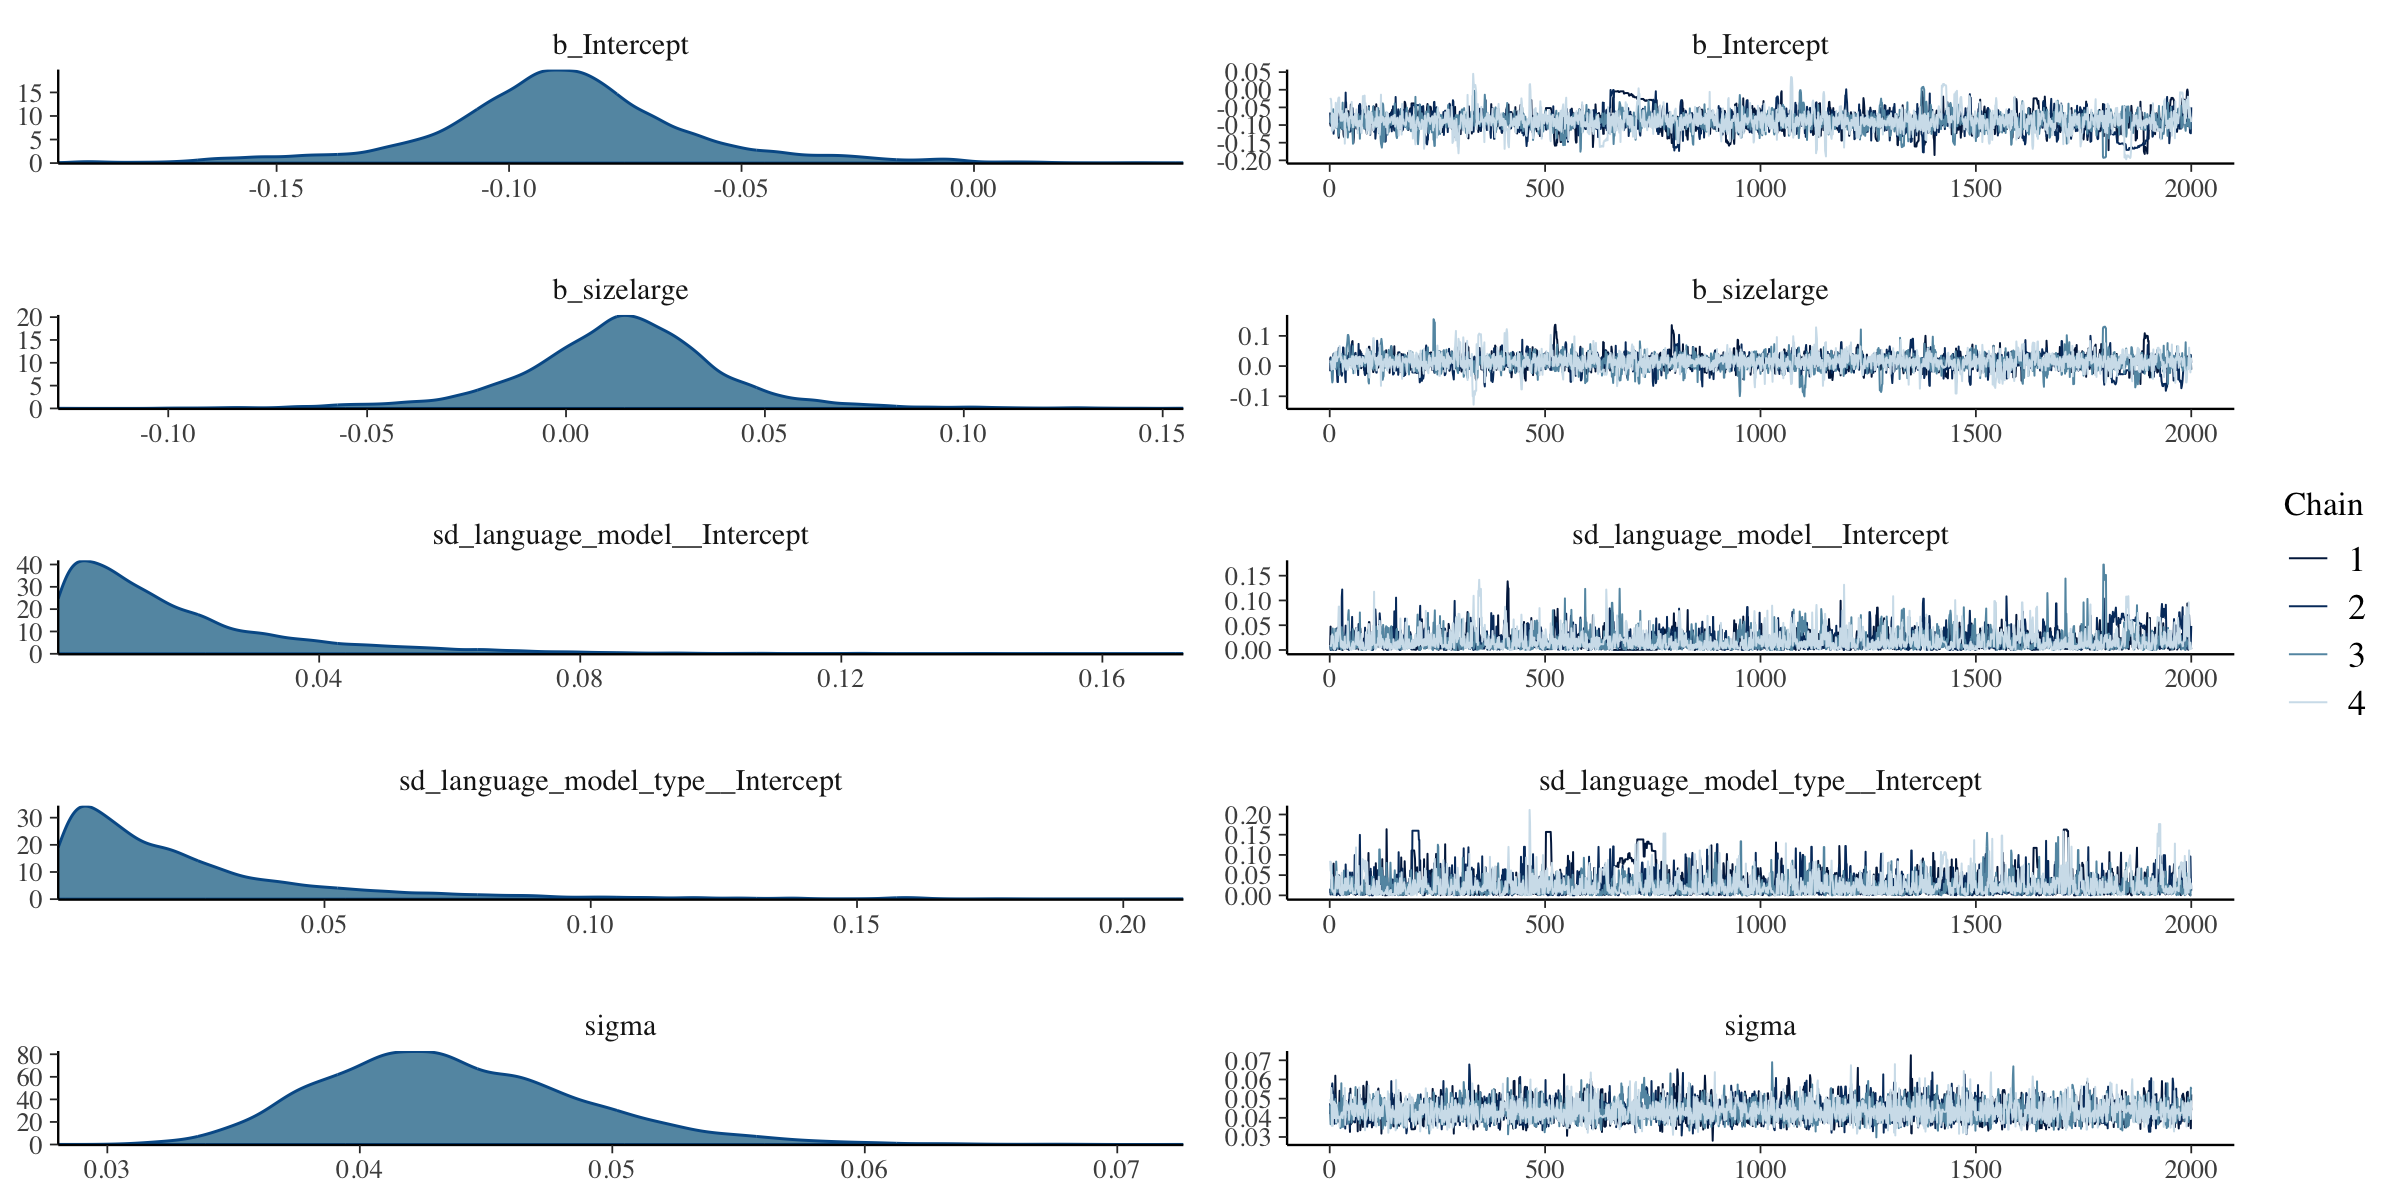 b_Intercept
15
10
5
0
-0.15 -0.10 -0.05 0.00
b_Intercept
0.05
0.00
-0.05
-0.10
-0.15
-0.20
0 500 1000 1500 2000
b_sizelarge
20
15
10
5
0
-0.10 -0.05 0.00 0.05 0.10 0.15
b_sizelarge
0.1
0.0
-0.1
0 500 1000 1500 2000
sd_language_model__Intercept
40
30
20
10
0
0.04 0.08 0.12 0.16
sd_language_model__Intercept
0.15
0.10
0.05
0.00
0 500 1000 1500 2000
sd_language_model_type__Intercept
30
20
10
0
0.05 0.10 0.15 0.20
sd_language_model_type__Intercept
0.20
0.15
0.10
0.05
0.00
0 500 1000 1500 2000
sigma
80
60
40
20
0
0.03 0.04 0.05 0.06 0.07
sigma
0.07
0.06
0.05
0.04
0.03
0 500 1000 1500 2000
Chain
1
2
3
4